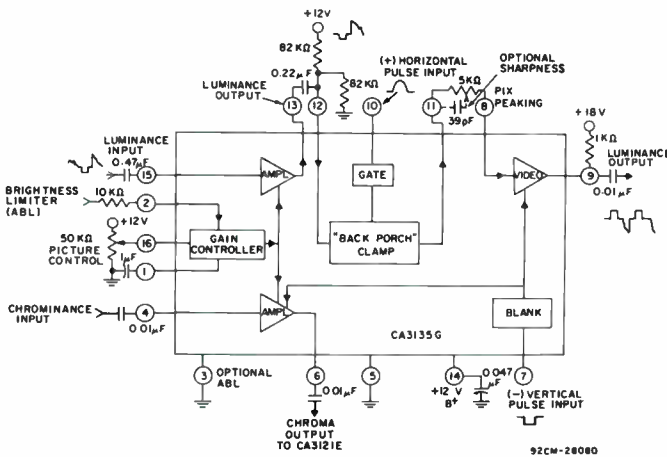 +12V
82 KΩ
0.22µF
LUMINANCE
OUTPUT
13
12
82KΩ
(+) HORIZONTAL
PULSE INPUT
10
OPTIONAL
SHARPNESS
5KΩ
11
8
39pF
PIX
PEAKING
+18V
1KΩ
LUMINANCE
OUTPUT
9
0.01µF
LUMINANCE
INPUT
0.47µF
15
AMPL
GATE
VIDEO
BRIGHTNESS
LIMITER
(ABL)
10KΩ
2
+12V
50KΩ
PICTURE
CONTROL
16
1µF
1
GAIN
CONTROLLER
"BACK PORCH"
CLAMP
CHROMINANCE
INPUT
4
0.01µF
AMPL
BLANK
CA3135G
3
OPTIONAL
ABL
6
0.01µF
CHROMA
OUTPUT
TO CA3121E
5
14
+12 V
B+
0.047
µF
7
(-) VERTICAL
PULSE INPUT
92CM-28080